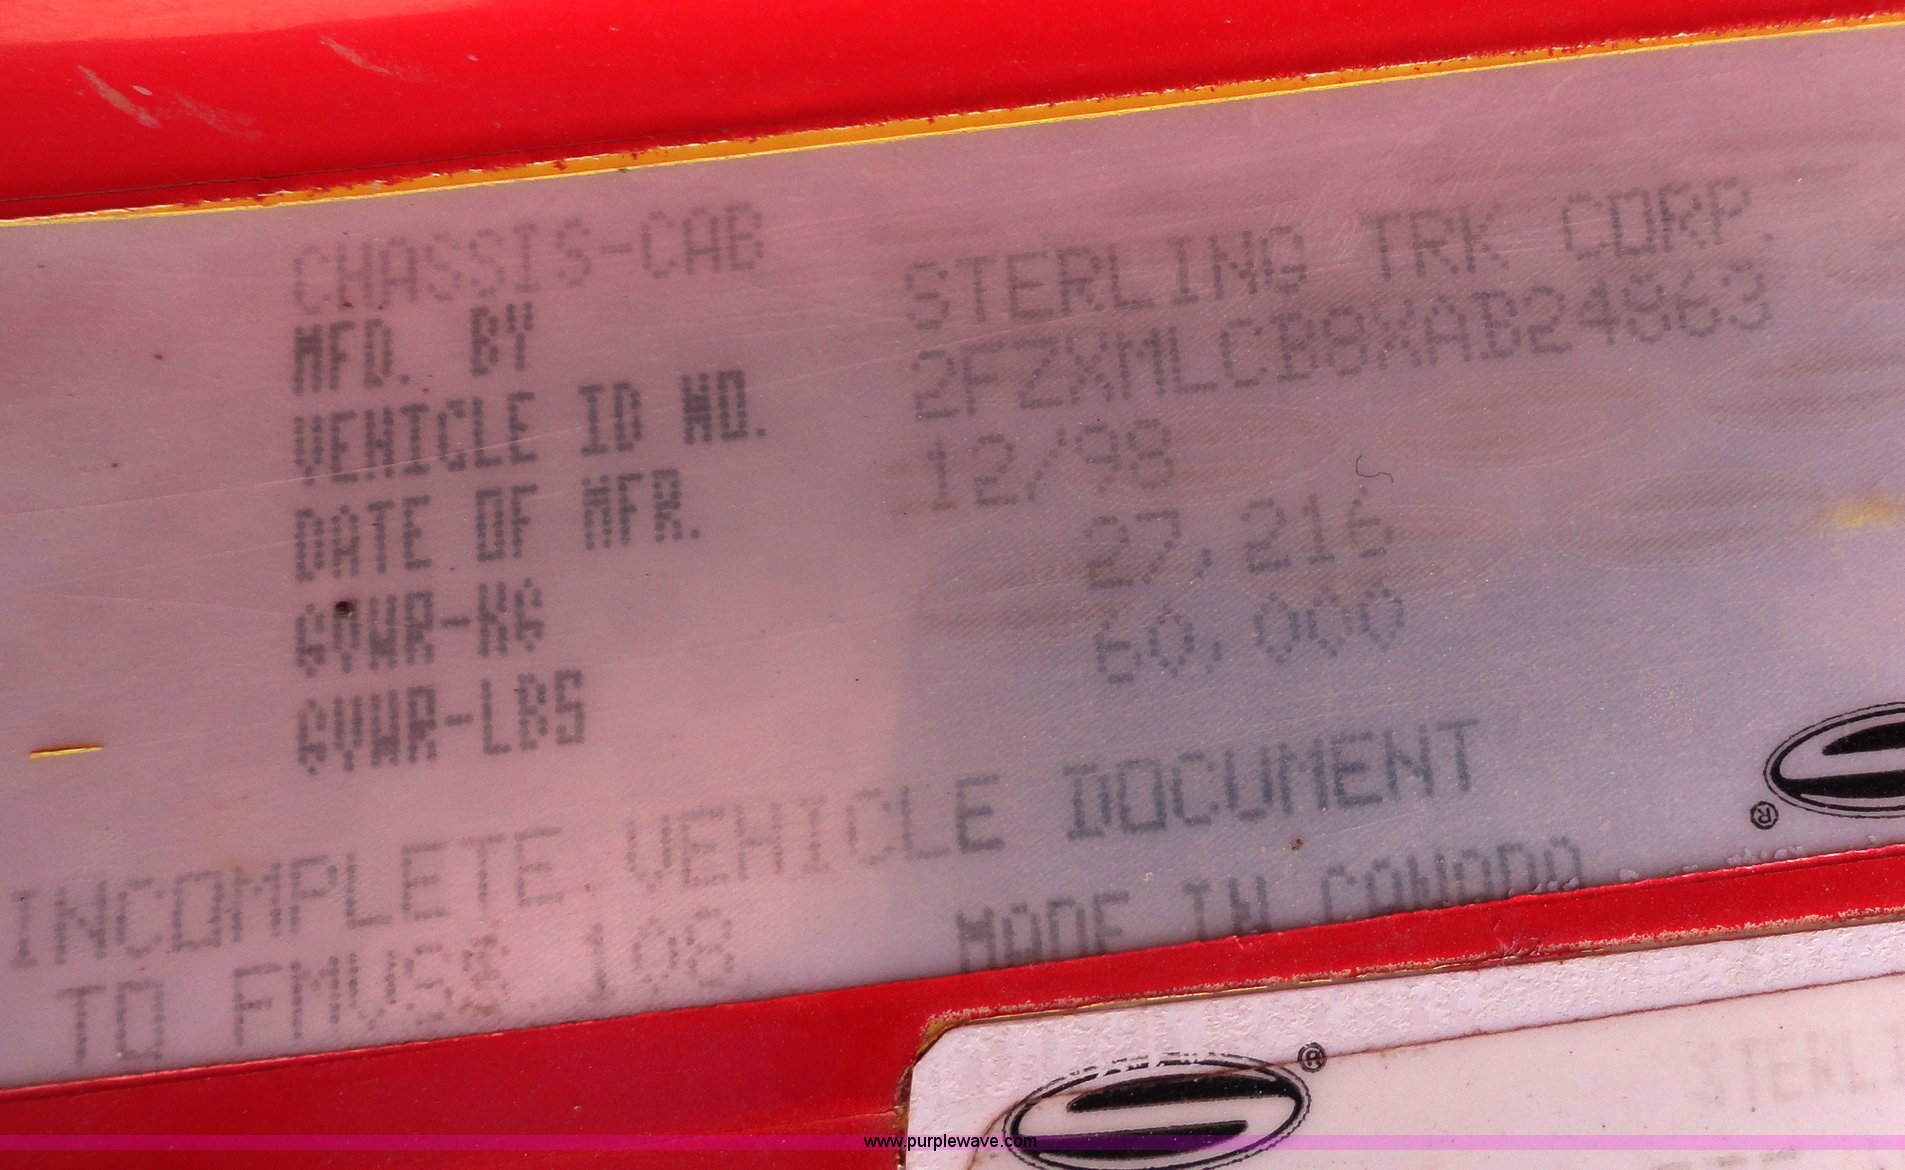 CHASSIS-CAB
MFD. BY STERLING TRK CORP.
VEHICLE ID NO. 2FZXMLCB8XAB24863
DATE OF MFR. 12/98
GVWR-KG 27,216
GVWR-LBS 60,000
INCOMPLETE VEHICLE DOCUMENT
TO FMVSS 108. MADE IN CANADA
®
®
STERLI
www.purplewave.com